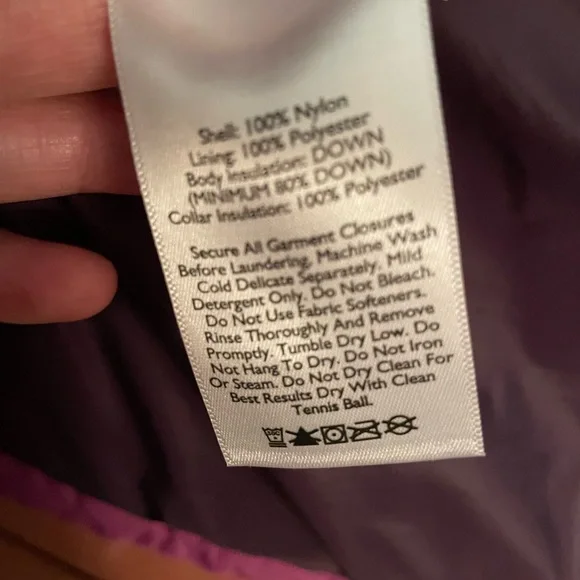 Shell: 100% Nylon
Lining: 100% Polyester
Body Insulation: DOWN
(MINIMUM 80% DOWN)
Collar Insulation: 100% Polyester
Secure All Garment Closures
Before Laundering. Machine Wash
Cold Delicate Separately. Mild
Detergent Only. Do Not Bleach.
Do Not Use Fabric Softeners.
Rinse Thoroughly And Remove
Promptly. Tumble Dry Low. Do
Not Hang To Dry. Do Not Iron
Or Steam. Do Not Dry Clean For
Best Results Dry With Clean
Tennis Ball.